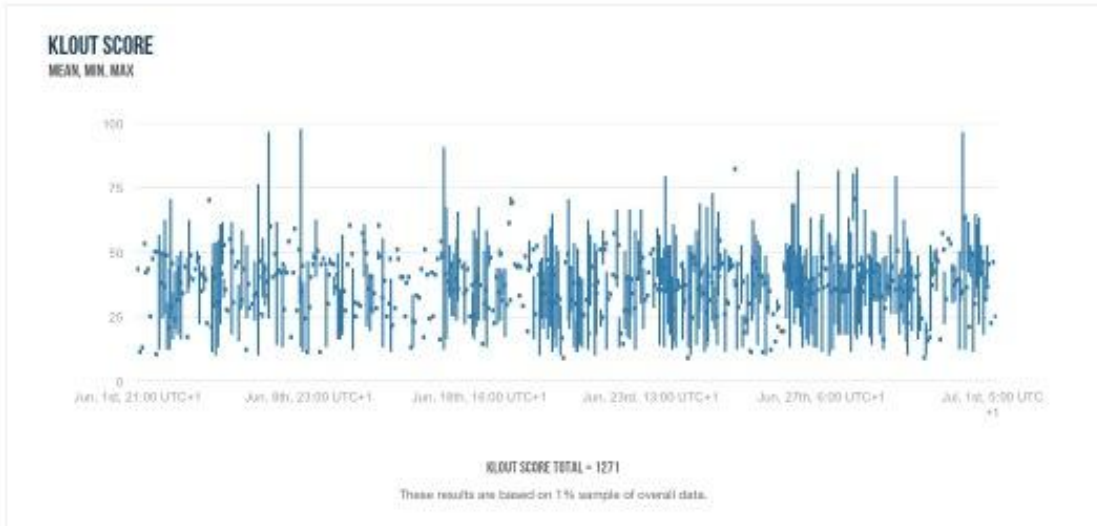 KLOUT SCORE
MEAN, MIN, MAX
100
75
50
25
0
Jun, 1st, 21:00 UTC+1
Jun, 8th, 23:00 UTC+1
Jun, 18th, 16:00 UTC+1
Jun, 23rd, 13:00 UTC+1
Jun, 27th, 6:00 UTC+1
Jul, 1st, 5:00 UTC
+1
KLOUT SCORE TOTAL = 1271
These results are based on 1% sample of overall data.